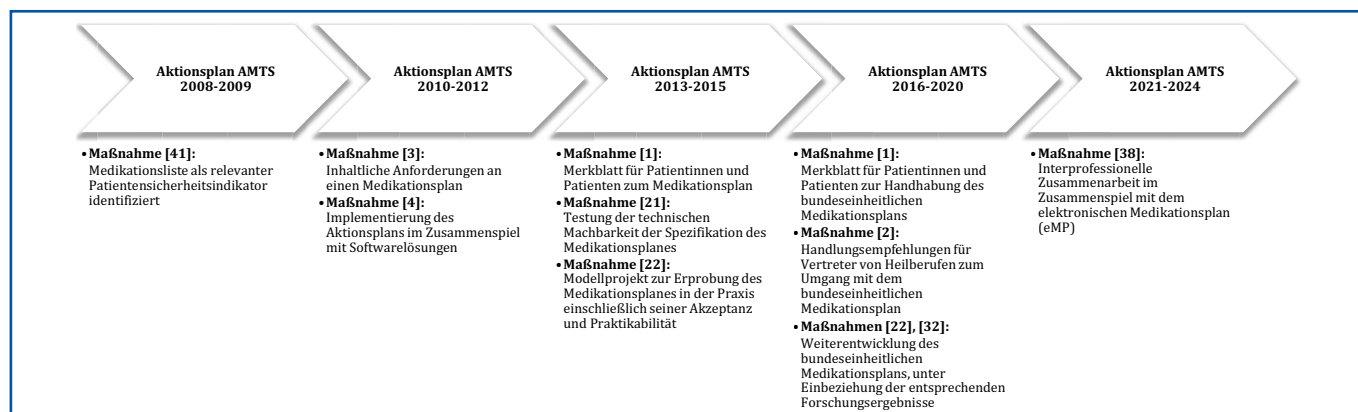 Aktionsplan AMTS
2008-2009
Aktionsplan AMTS
2010-2012
Aktionsplan AMTS
2013-2015
Aktionsplan AMTS
2016-2020
Aktionsplan AMTS
2021-2024
• Maßnahme [41]:
Medikationsliste als relevanter
Patientensicherheitsindikator
identifiziert
• Maßnahme [3]:
Inhaltliche Anforderungen an
einen Medikationsplan
• Maßnahme [4]:
Implementierung des
Aktionsplans im Zusammenspiel
mit Softwarelösungen
• Maßnahme [1]:
Merkblatt für Patientinnen und
Patienten zum Medikationsplan
• Maßnahme [21]:
Testung der technischen
Machbarkeit der Spezifikation des
Medikationsplanes
• Maßnahme [22]:
Modellprojekt zur Erprobung des
Medikationsplanes in der Praxis
einschließlich seiner Akzeptanz
und Praktikabilität
• Maßnahme [1]:
Merkblatt für Patientinnen und
Patienten zur Handhabung des
bundeseinheitlichen
Medikationsplans
• Maßnahme [2]:
Handlungsempfehlungen für
Vertreter von Heilberufen zum
Umgang mit dem
bundeseinheitlichen
Medikationsplan
• Maßnahmen [22], [32]:
Weiterentwicklung des
bundeseinheitlichen
Medikationsplans, unter
Einbeziehung der entsprechenden
Forschungsergebnisse
• Maßnahme [38]:
Interprofessionelle
Zusammenarbeit im
Zusammenspiel mit dem
elektronischen Medikationsplan
(eMP)